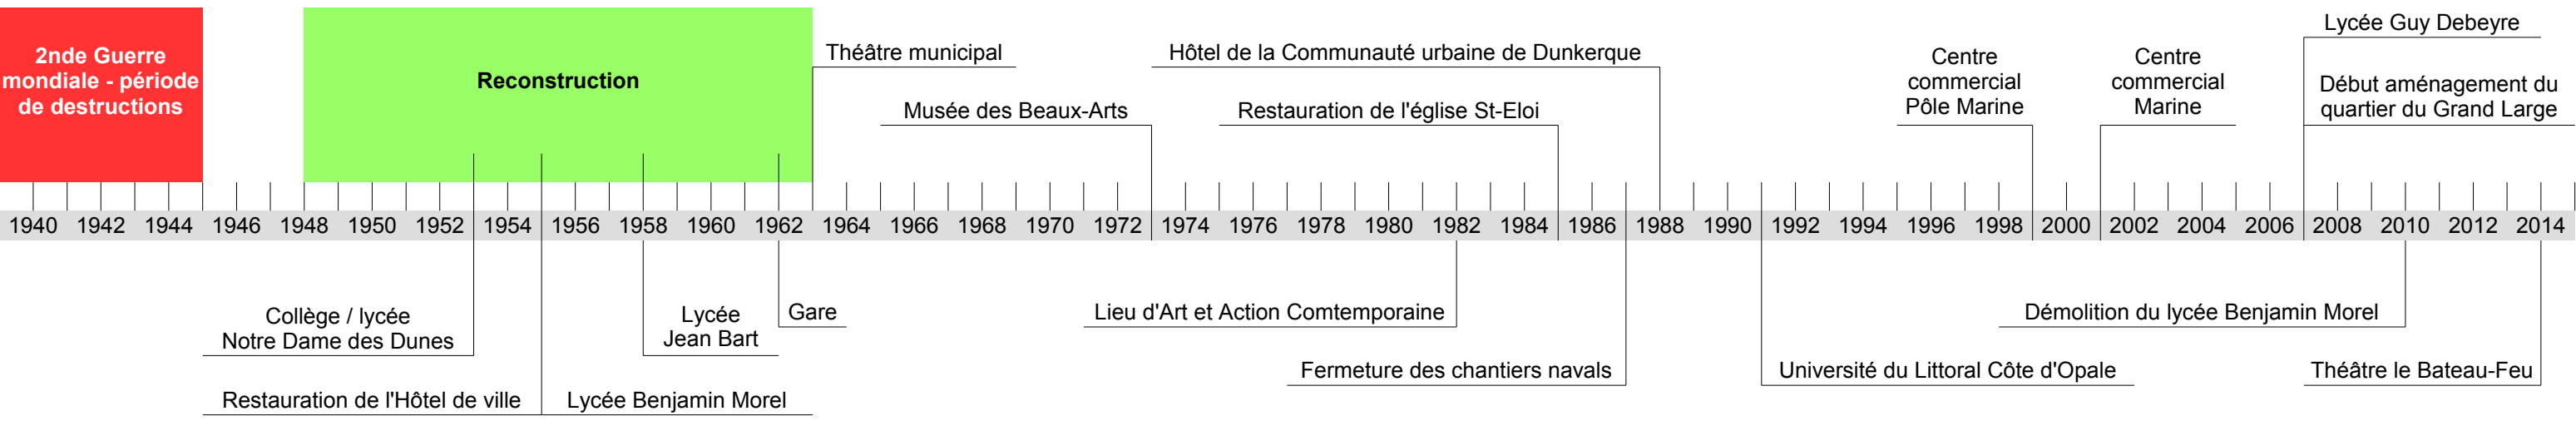 2nde Guerre
mondiale - période
de destructions
Reconstruction
Théâtre municipal
Musée des Beaux-Arts
Hôtel de la Communauté urbaine de Dunkerque
Restauration de l'église St-Eloi
Centre
commercial
Pôle Marine
Centre
commercial
Marine
Lycée Guy Debeyre
Début aménagement du
quartier du Grand Large
1940 1942 1944 1946 1948 1950 1952 1954 1956 1958 1960 1962 1964 1966 1968 1970 1972 1974 1976 1978 1980 1982 1984 1986 1988 1990 1992 1994 1996 1998 2000 2002 2004 2006 2008 2010 2012 2014
Collège / lycée
Notre Dame des Dunes
Restauration de l'Hôtel de ville
Lycée Benjamin Morel
Lycée
Jean Bart
Gare
Lieu d'Art et Action Comtemporaine
Fermeture des chantiers navals
Université du Littoral Côte d'Opale
Démolition du lycée Benjamin Morel
Théâtre le Bateau-Feu